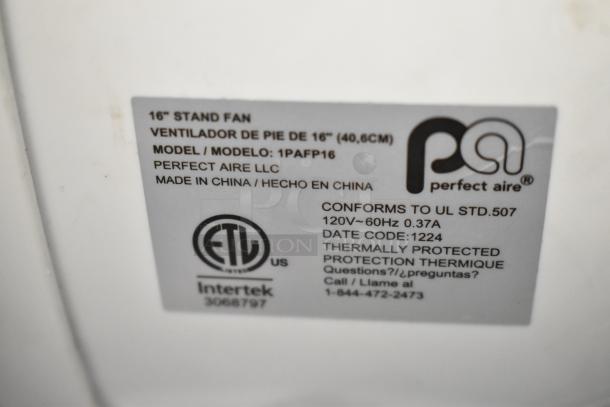 16" STAND FAN
VENTILADOR DE PIE DE 16" (40,6CM)
MODEL / MODELO: 1PAFP16
PERFECT AIRE LLC
MADE IN CHINA / HECHO EN CHINA
pa
perfect aire®
CONFORMS TO UL STD.507
120V~60Hz 0.37A
DATE CODE:1224
THERMALLY PROTECTED
PROTECTION THERMIQUE
Questions?/¿preguntas?
Call / Llame al
1-844-472-2473
ETL
LISTED
US
Intertek
3068797